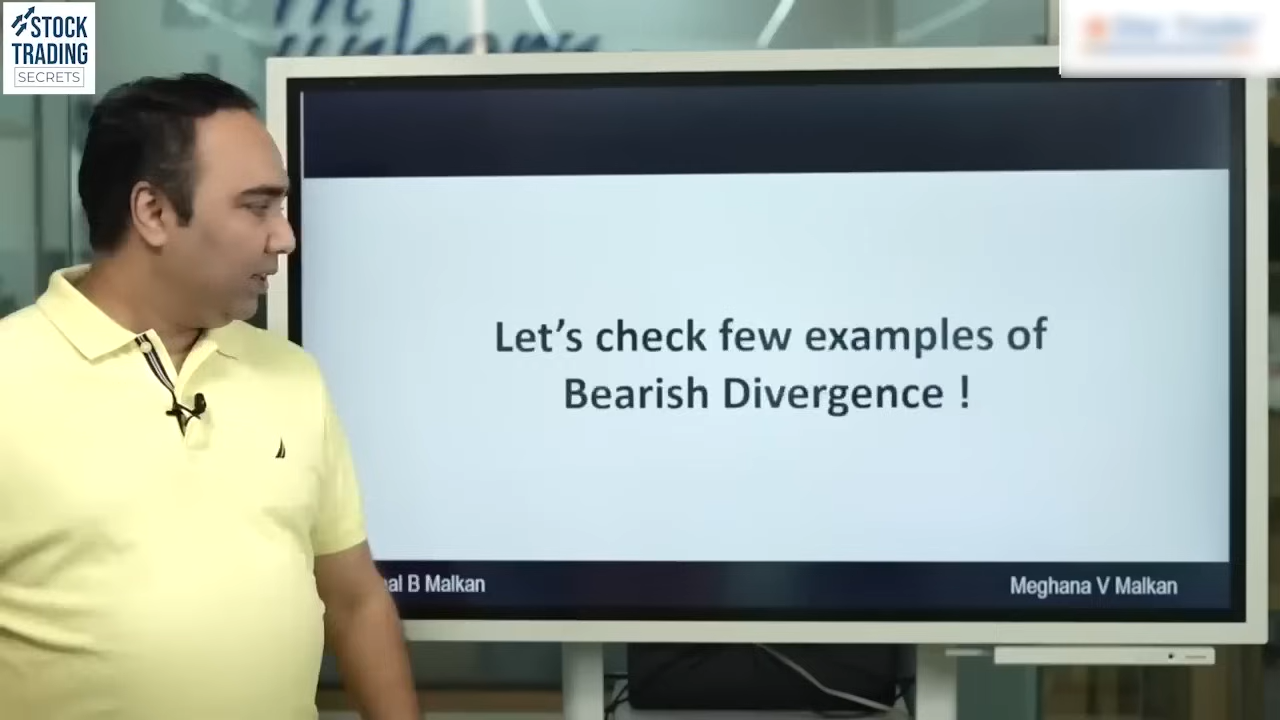 STOCK
TRADING
SECRETS
Let's check few examples of
Bearish Divergence !
al B Malkan
Meghana V Malkan